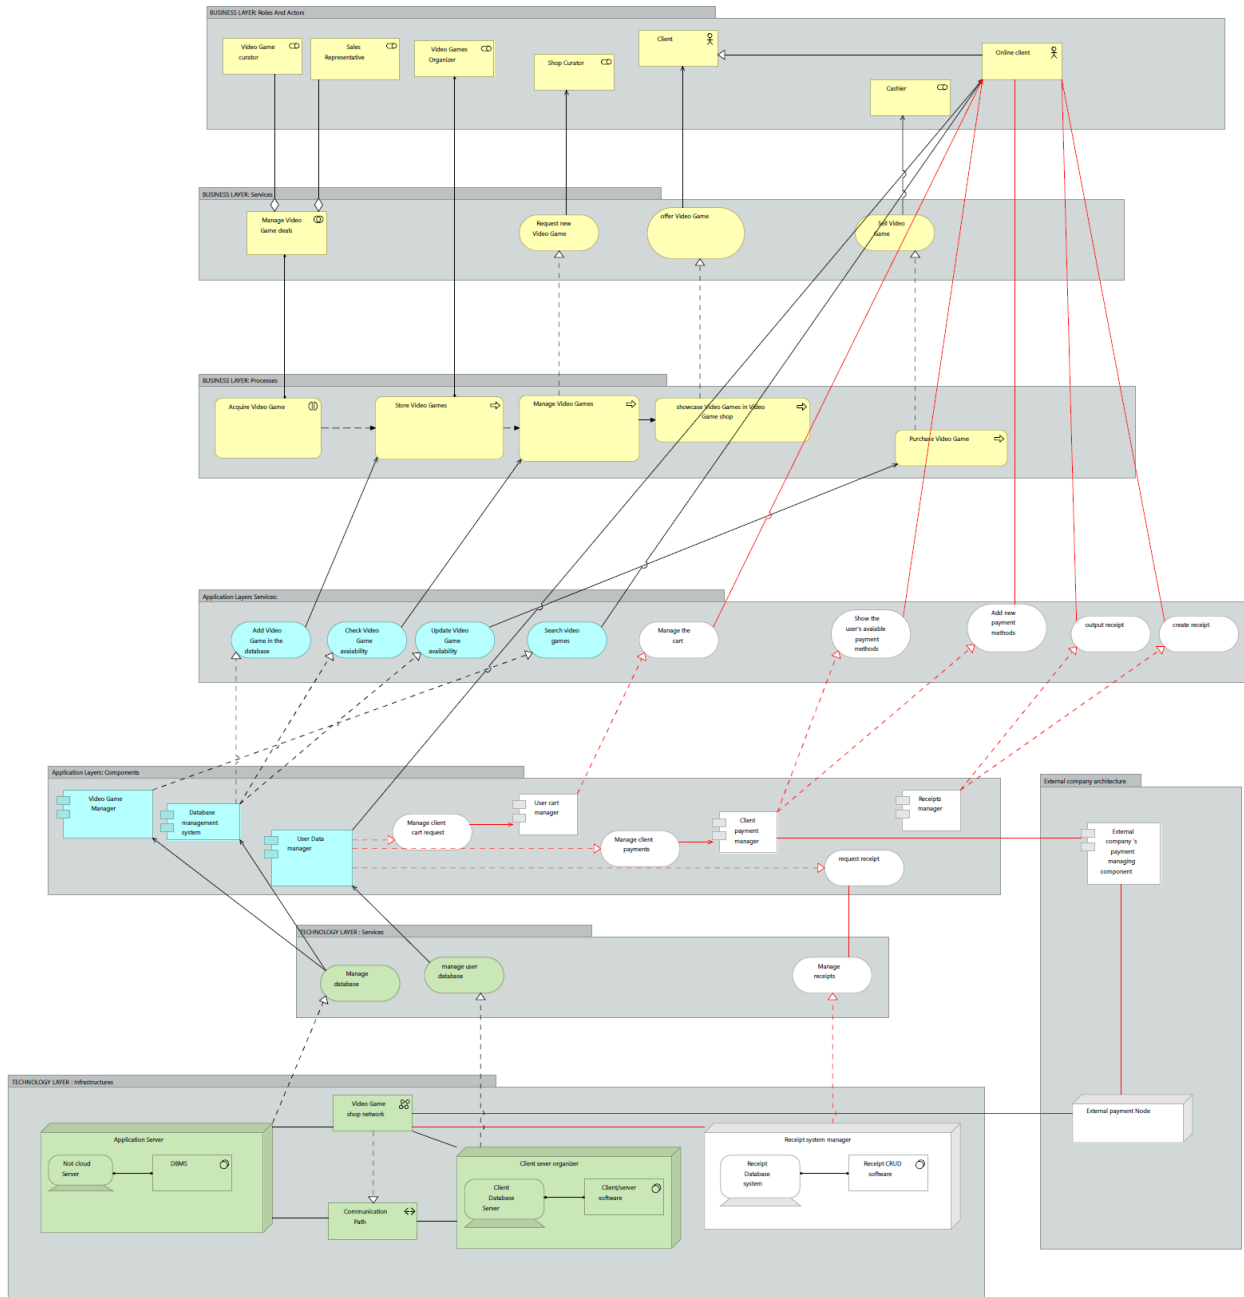 BUSINESS LAYER: Roles And Actors
Video Game
curator
Sales
Representative
Video Games
Organizer
Shop Curator
Client
Cashier
Online client
BUSINESS LAYER: Services
Manage Video
Game deals
Request new
Video Game
offer Video Game
Sell Video
Game
BUSINESS LAYER: Processes
Acquire Video Game
Store Video Games
Manage Video Games
showcase Video Games in Video
Game shop
Purchase Video Game
Application Layers Services:
Add Video
Game in the
database
Check Video
Game
avaiability
Update Video
Game
availability
Search video
games
Manage the
cart
Show the
user's avaiable
payment
methods
Add new
payment
methods
output receipt
create receipt
Application Layers: Components
Video Game
Manager
Database
management
system
User Data
manager
Manage client
cart request
User cart
manager
Manage client
payments
Client
payment
manager
Receipts
manager
request receipt
External company architecture
External
company 's
payment
managing
component
External payment Node
TECHNOLOGY LAYER : Services
Manage
database
manage user
database
Manage
receipts
TECHNOLOGY LAYER : Infrastructures
Video Game
shop network
Application Server
Not cloud
Server
DBMS
Communication
Path
Client sever organizer
Client
Database
Server
Client/server
software
Receipt system manager
Receipt
Database
system
Receipt CRUD
software